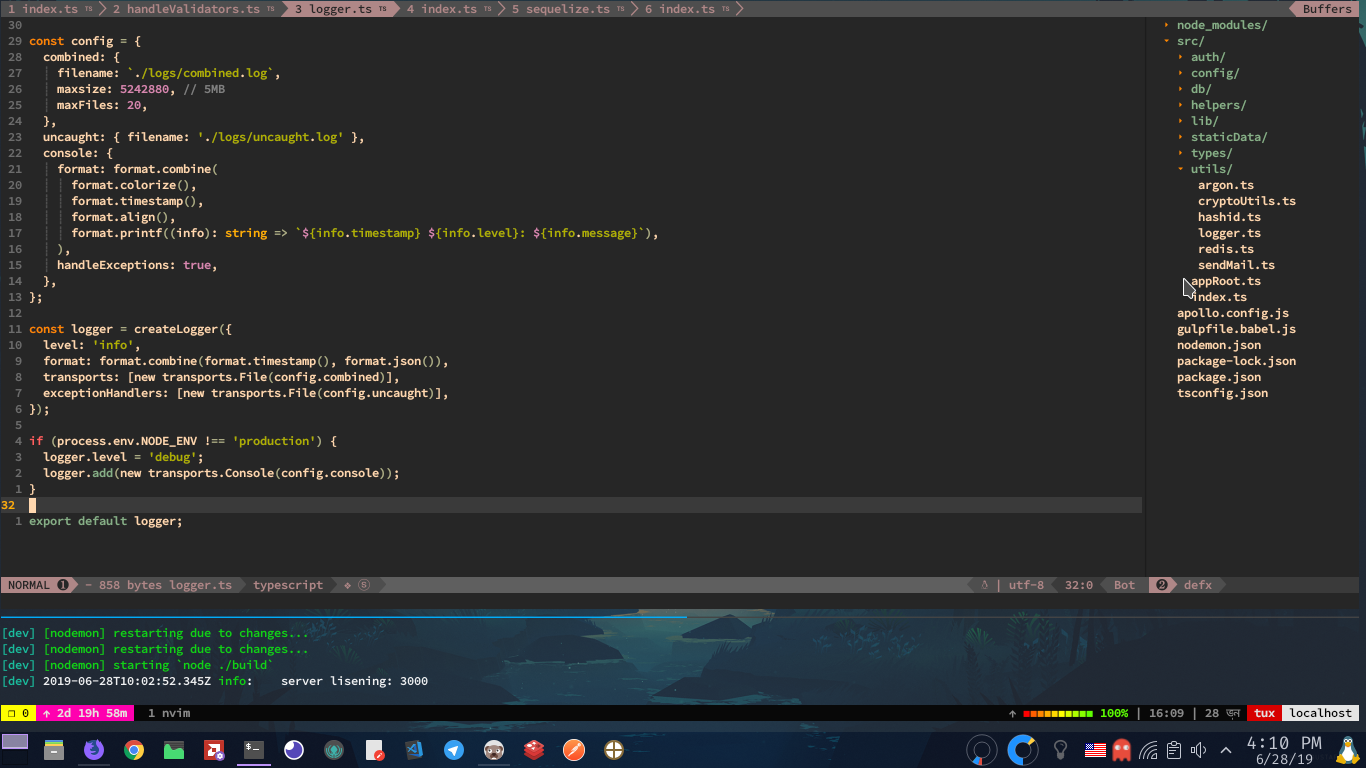 1 index.ts TS 2 handleValidators.ts TS 3 logger.ts TS 4 index.ts TS 5 sequelize.ts TS 6 index.ts TS Buffers
30
29 const config = {
28 combined: {
27 filename: `./logs/combined.log`,
26 maxsize: 5242880, // 5MB
25 maxFiles: 20,
24 },
23 uncaught: { filename: './logs/uncaught.log' },
22 console: {
21 format: format.combine(
20 format.colorize(),
19 format.timestamp(),
18 format.align(),
17 format.printf((info): string => `${info.timestamp} ${info.level}: ${info.message}`),
16 ),
15 handleExceptions: true,
14 },
13 };
12
11 const logger = createLogger({
10 level: 'info',
9 format: format.combine(format.timestamp(), format.json()),
8 transports: [new transports.File(config.combined)],
7 exceptionHandlers: [new transports.File(config.uncaught)],
6 });
5
4 if (process.env.NODE_ENV !== 'production') {
3 logger.level = 'debug';
2 logger.add(new transports.Console(config.console));
1 }
32
1 export default logger;
node_modules/
src/
auth/
config/
db/
helpers/
lib/
staticData/
types/
utils/
argon.ts
cryptoUtils.ts
hashid.ts
logger.ts
redis.ts
sendMail.ts
appRoot.ts
index.ts
apollo.config.js
gulpfile.babel.js
nodemon.json
package-lock.json
package.json
tsconfig.json
NORMAL ❶ - 858 bytes logger.ts typescript ❖ Ⓢ | utf-8 32:0 Bot ❷ defx
[dev] [nodemon] restarting due to changes...
[dev] [nodemon] restarting due to changes...
[dev] [nodemon] starting `node ./build`
[dev] 2019-06-28T10:02:52.345Z info: server lisening: 3000
❐ 0 ↑ 2d 19h 58m 1 nvim ↑ 100% | 16:09 | 28 জুন tux localhost
4:10 PM
6/28/19